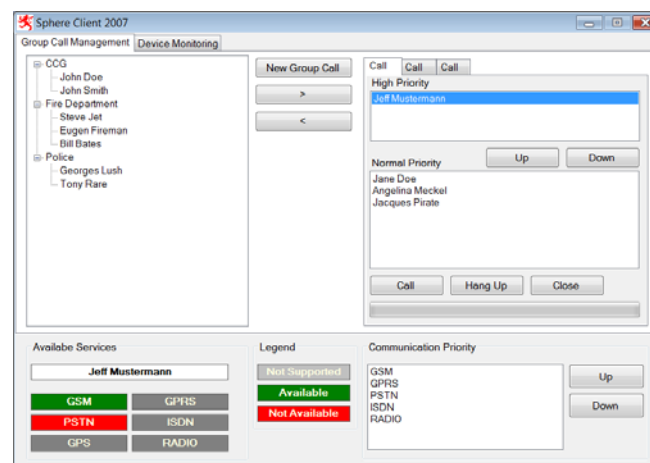 Sphere Client 2007
Group Call Management
Device Monitoring
CCG
John Doe
John Smith
Fire Department
Steve Jet
Eugen Fireman
Bill Bates
Police
Georges Lush
Tony Rare
New Group Call
>
<
Call
Call
Call
High Priority
Jeff Mustermann
Normal Priority
Up
Down
Jane Doe
Angelina Meckel
Jacques Pirate
Call
Hang Up
Close
Availabe Services
Jeff Mustermann
GSM
GPRS
PSTN
ISDN
GPS
RADIO
Legend
Not Supported
Available
Not Available
Communication Priority
GSM
GPRS
PSTN
ISDN
RADIO
Up
Down